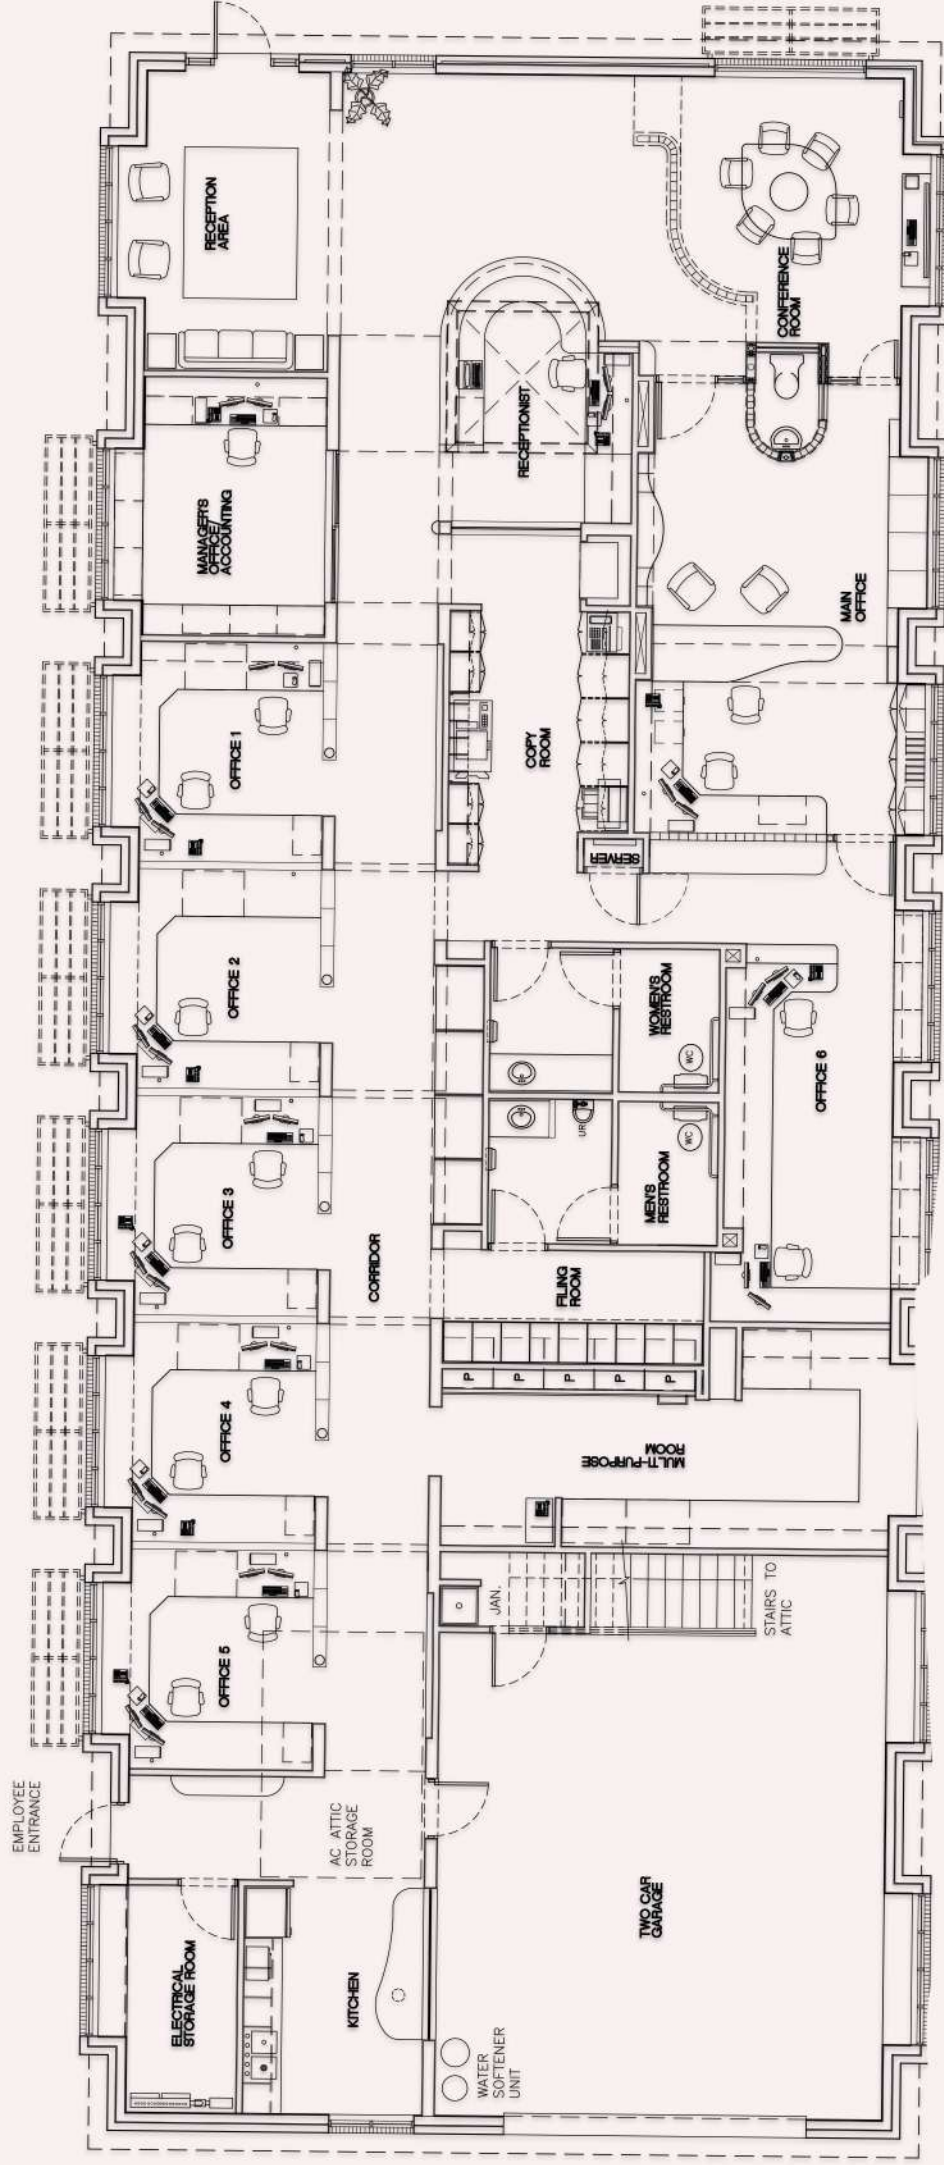 RECEPTION
AREA
CONFERENCE
ROOM
RECEPTIONIST
MANAGER'S
OFFICE/
ACCOUNTING
MAIN
OFFICE
OFFICE 1
COPY
ROOM
SERVER
OFFICE 2
WOMEN'S
RESTROOM
WC
OFFICE 6
UR
WC
MEN'S
RESTROOM
OFFICE 3
CORRIDOR
FILING
ROOM
P
P
P
P
P
OFFICE 4
MULTI-PURPOSE
ROOM
JAN.
STAIRS TO
ATTIC
OFFICE 5
EMPLOYEE
ENTRANCE
AC ATTIC
STORAGE
ROOM
TWO CAR
GARAGE
ELECTRICAL
STORAGE ROOM
KITCHEN
WATER
SOFTENER
UNIT